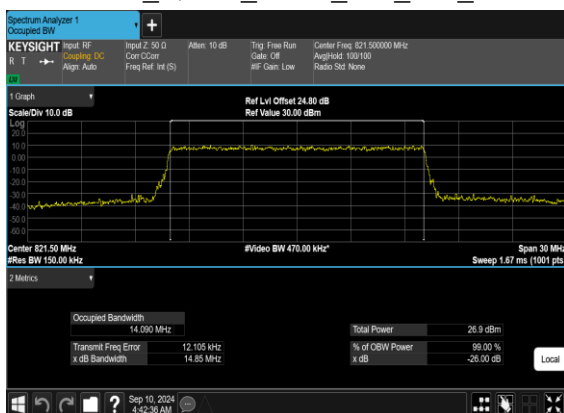 Spectrum Analyzer 1
Occupied BW
KEYSIGHT Input: RF Input Z: 50 Ω Atten: 10 dB Trig: Free Run Center Freq: 821.500000 MHz
R T Coupling: DC Corr CCorr Gate: Off Avg|Hold: 100/100
Align: Auto Freq Ref: Int (S) #IF Gain: Low Radio Std: None
LXI
1 Graph
Ref Lvl Offset 24.80 dB
Scale/Div 10.0 dB Ref Value 30.00 dBm
Log
20.0
10.0
0.00
-10.0
-20.0
-30.0
-40.0
-50.0
-60.0
Center 821.50 MHz #Video BW 470.00 kHz* Span 30 MHz
#Res BW 150.00 kHz Sweep 1.67 ms (1001 pts
2 Metrics
Occupied Bandwidth
14.090 MHz Total Power 26.9 dBm
Transmit Freq Error 12.105 kHz % of OBW Power 99.00 %
x dB Bandwidth 14.85 MHz x dB -26.00 dB
Local
? Sep 10, 2024
4:42:36 AM